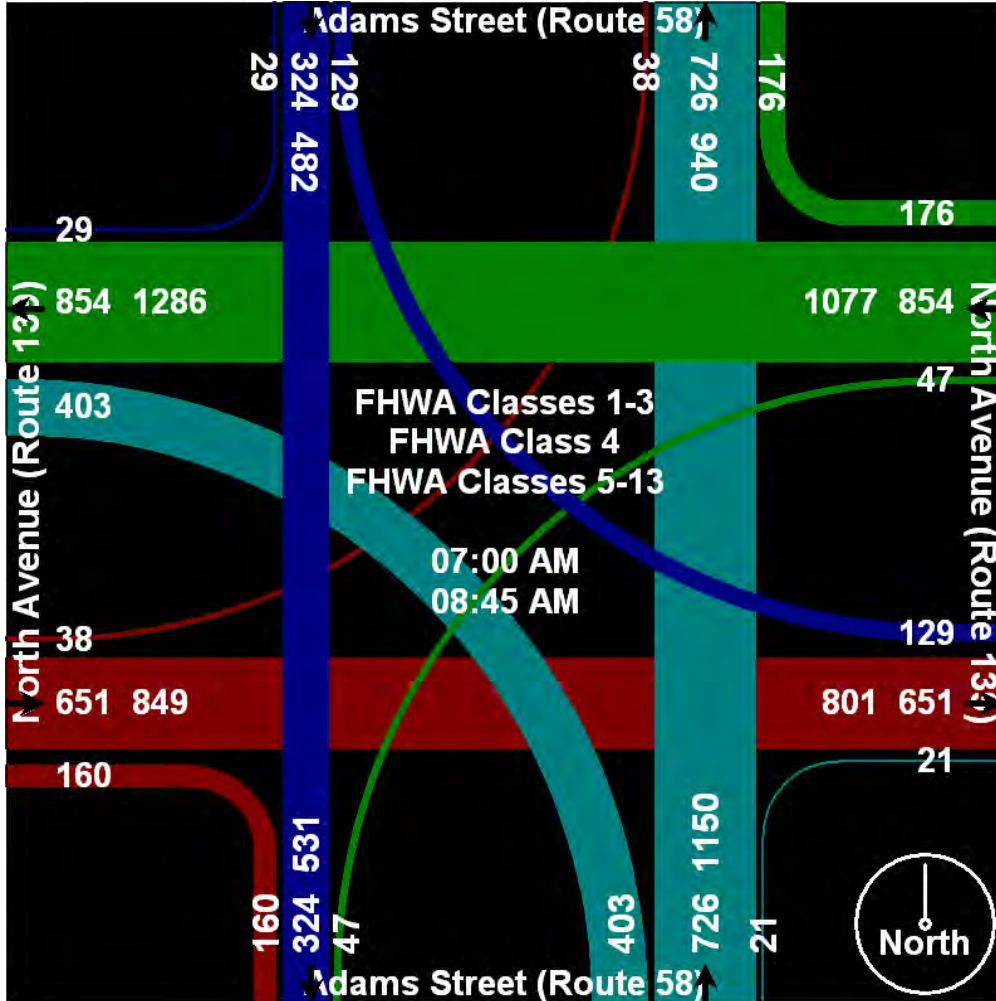 Adams Street (Route 58)
29 324 129 38 726 176
482 940
29 176
854 1286 1077 854
403 47
FHWA Classes 1-3
FHWA Class 4
FHWA Classes 5-13
07:00 AM
08:45 AM
North Avenue (Route
North Avenue (Route
38 129
651 849 801 651
160 21
531 1150
160 324 47 403 726 21
North
Adams Street (Route 58)